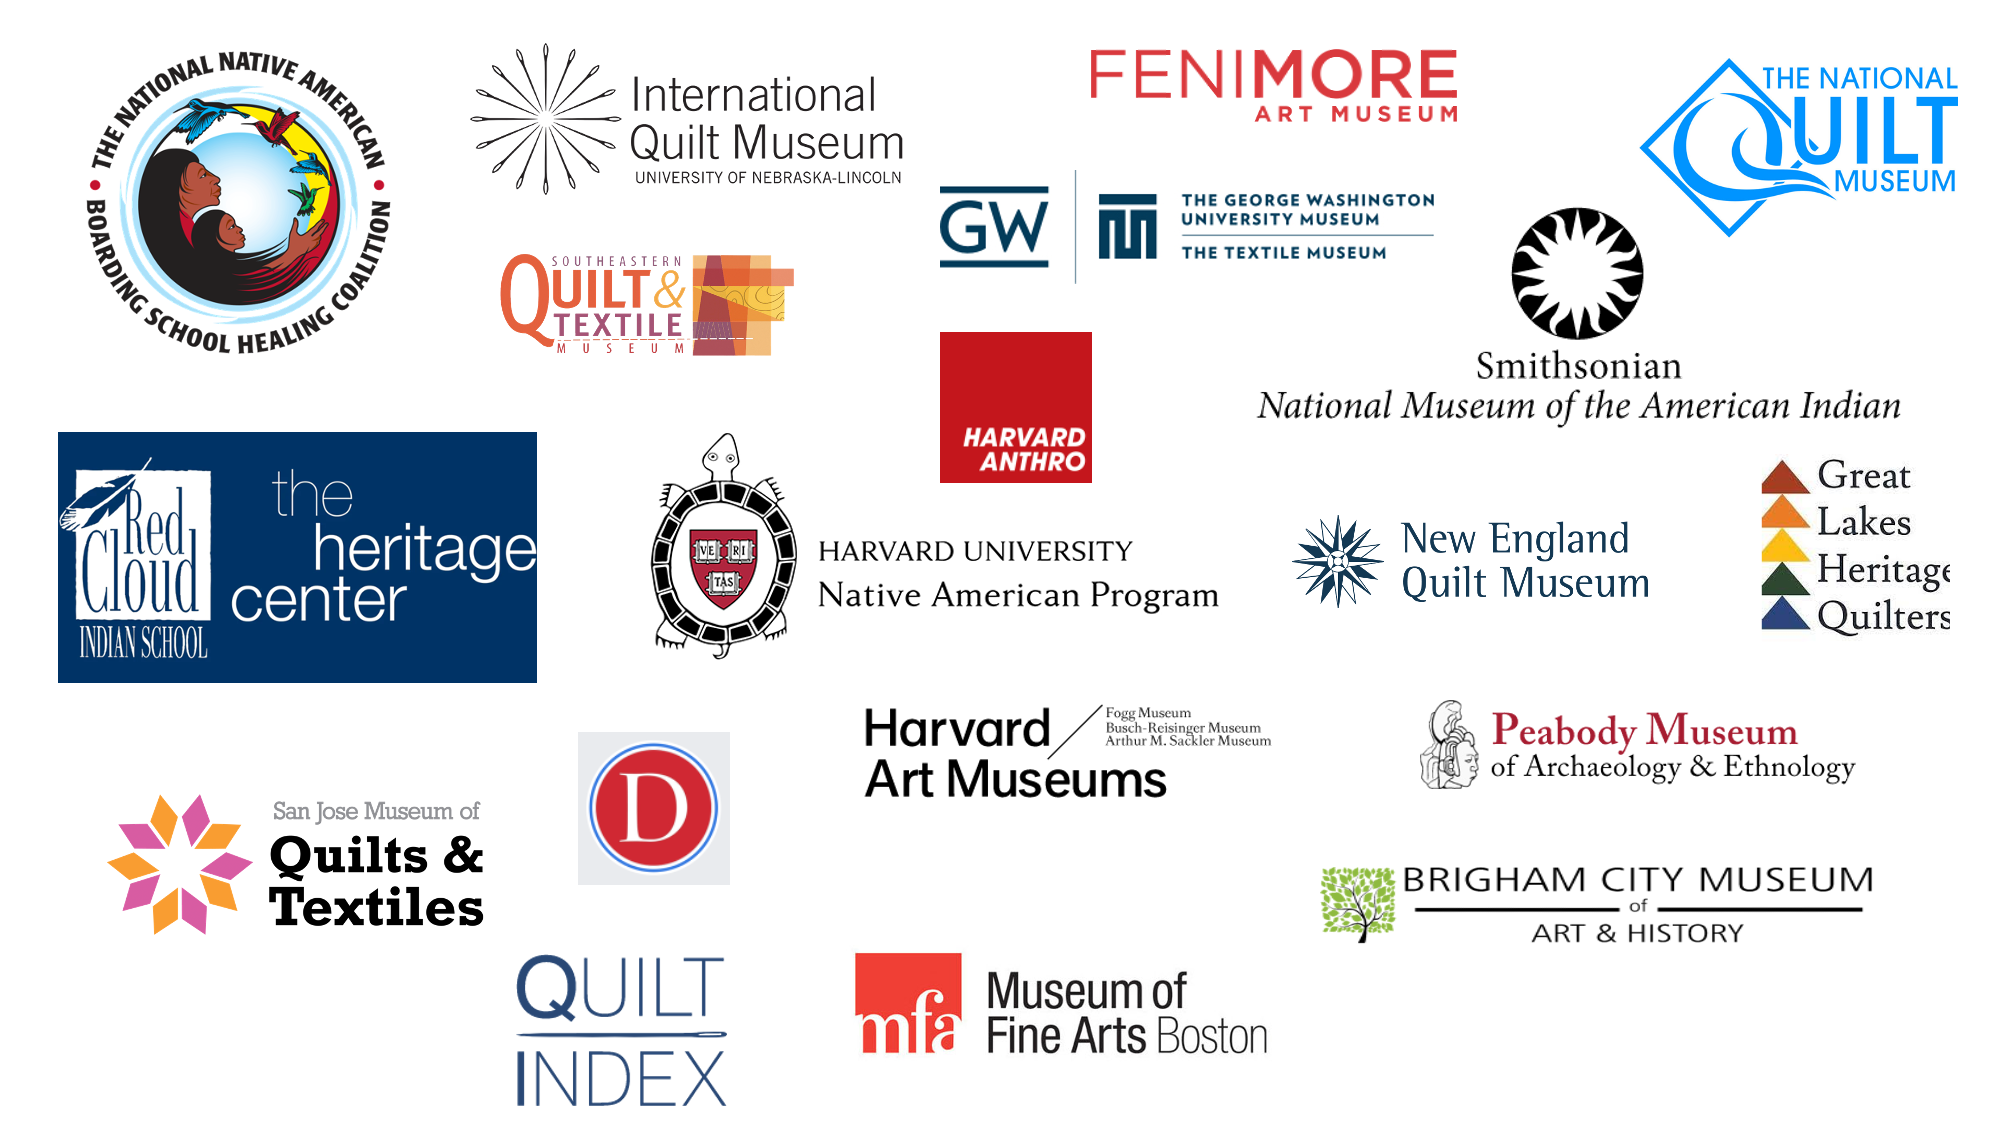 THE NATIONAL NATIVE AMERICAN
BOARDING SCHOOL HEALING COALITION
International
Quilt Museum
UNIVERSITY OF NEBRASKA-LINCOLN
FENIMORE
ART MUSEUM
THE NATIONAL
QUILT
MUSEUM
GW
THE GEORGE WASHINGTON
UNIVERSITY MUSEUM
THE TEXTILE MUSEUM
SOUTHEASTERN
QUILT &
TEXTILE
MUSEUM
Smithsonian
National Museum of the American Indian
HARVARD
ANTHRO
Red
Cloud
INDIAN SCHOOL
the
heritage
center
VE RI
TAS
HARVARD UNIVERSITY
Native American Program
New England
Quilt Museum
Great
Lakes
Heritage
Quilters
Harvard
Art Museums
Fogg Museum
Busch-Reisinger Museum
Arthur M. Sackler Museum
Peabody Museum
of Archaeology & Ethnology
San Jose Museum of
Quilts &
Textiles
D
BRIGHAM CITY MUSEUM
of
ART & HISTORY
QUILT
INDEX
mfa
Museum of
Fine Arts Boston